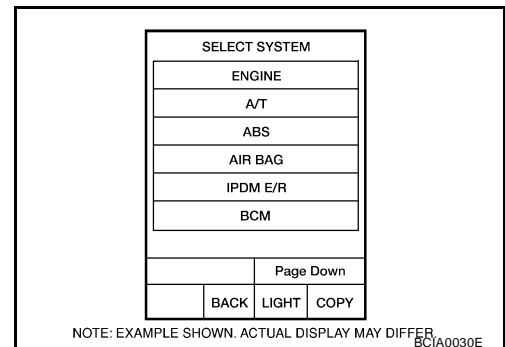 SELECT SYSTEM
ENGINE
A/T
ABS
AIR BAG
IPDM E/R
BCM
Page Down
BACK LIGHT COPY
NOTE: EXAMPLE SHOWN. ACTUAL DISPLAY MAY DIFFER.
BCIA0030E